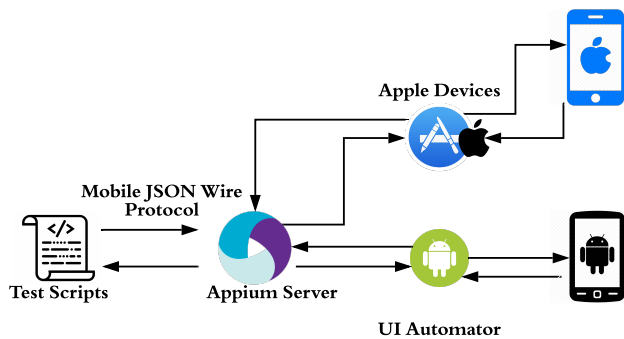 Apple Devices
Mobile JSON Wire
Protocol
</>
Test Scripts
Appium Server
UI Automator